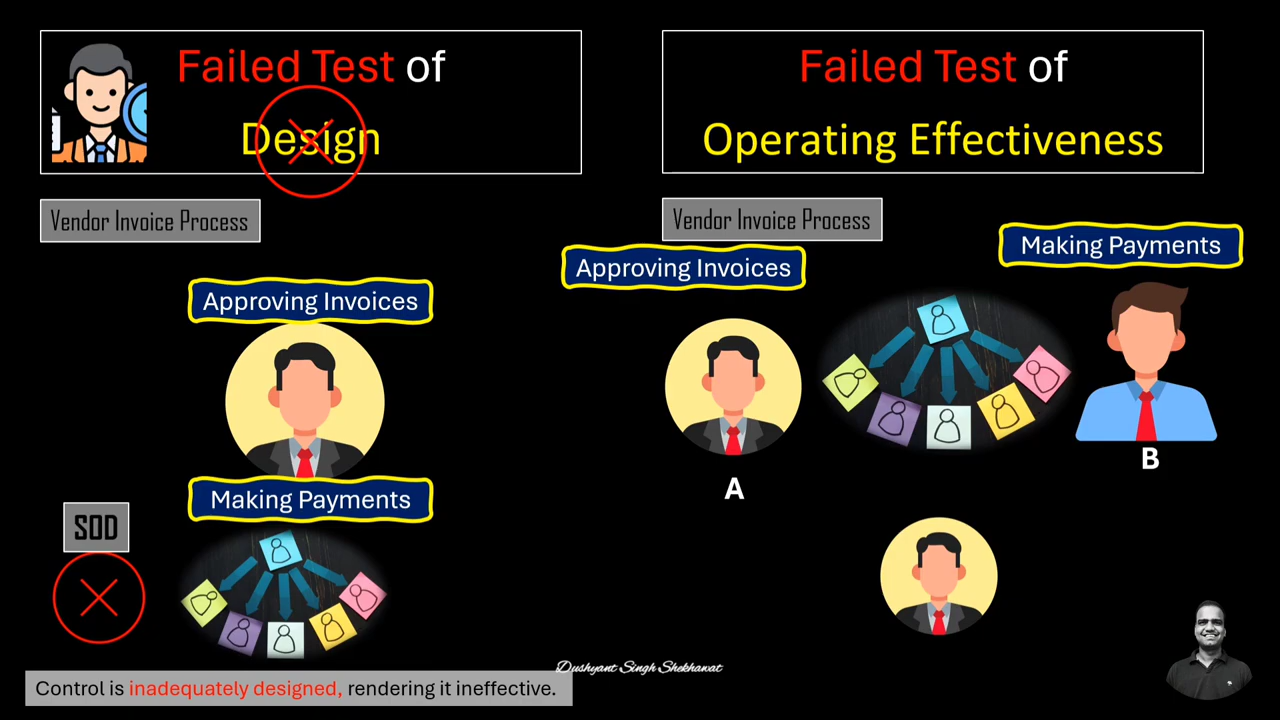 Failed Test of
Design
Vendor Invoice Process
Approving Invoices
Making Payments
SOD
Control is inadequately designed, rendering it ineffective.
Failed Test of
Operating Effectiveness
Vendor Invoice Process
Approving Invoices
Making Payments
A
B
Dushyant Singh Shekhawat